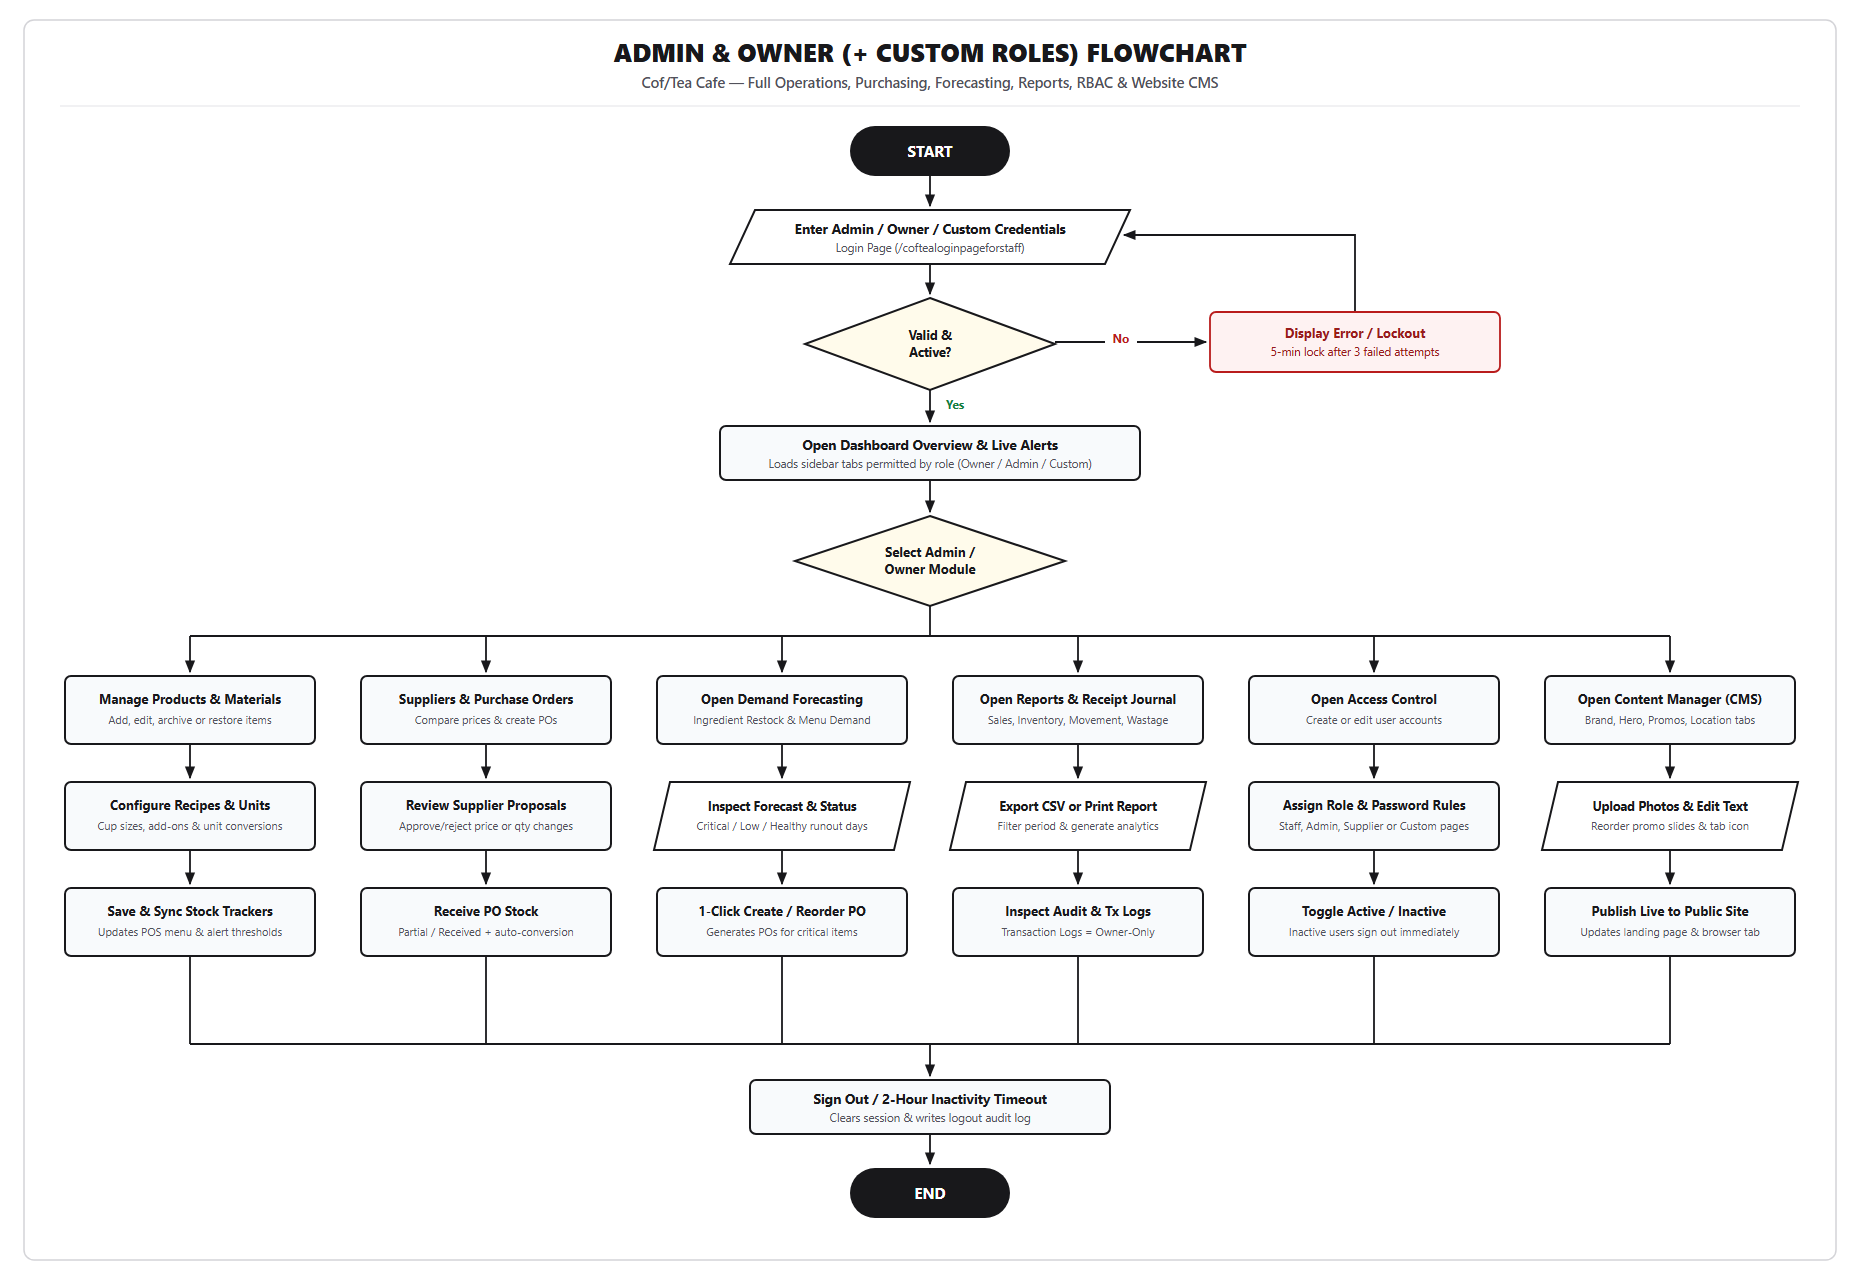 ADMIN & OWNER (+ CUSTOM ROLES) FLOWCHART
Cof/Tea Cafe — Full Operations, Purchasing, Forecasting, Reports, RBAC & Website CMS
START
Enter Admin / Owner / Custom Credentials
Login Page (/coftealoginpageforstaff)
Valid &
Active?
No
Display Error / Lockout
5-min lock after 3 failed attempts
Yes
Open Dashboard Overview & Live Alerts
Loads sidebar tabs permitted by role (Owner / Admin / Custom)
Select Admin /
Owner Module
Manage Products & Materials
Add, edit, archive or restore items
Suppliers & Purchase Orders
Compare prices & create POs
Open Demand Forecasting
Ingredient Restock & Menu Demand
Open Reports & Receipt Journal
Sales, Inventory, Movement, Wastage
Open Access Control
Create or edit user accounts
Open Content Manager (CMS)
Brand, Hero, Promos, Location tabs
Configure Recipes & Units
Cup sizes, add-ons & unit conversions
Review Supplier Proposals
Approve/reject price or qty changes
Inspect Forecast & Status
Critical / Low / Healthy runout days
Export CSV or Print Report
Filter period & generate analytics
Assign Role & Password Rules
Staff, Admin, Supplier or Custom pages
Upload Photos & Edit Text
Reorder promo slides & tab icon
Save & Sync Stock Trackers
Updates POS menu & alert thresholds
Receive PO Stock
Partial / Received + auto-conversion
1-Click Create / Reorder PO
Generates POs for critical items
Inspect Audit & Tx Logs
Transaction Logs = Owner-Only
Toggle Active / Inactive
Inactive users sign out immediately
Publish Live to Public Site
Updates landing page & browser tab
Sign Out / 2-Hour Inactivity Timeout
Clears session & writes logout audit log
END